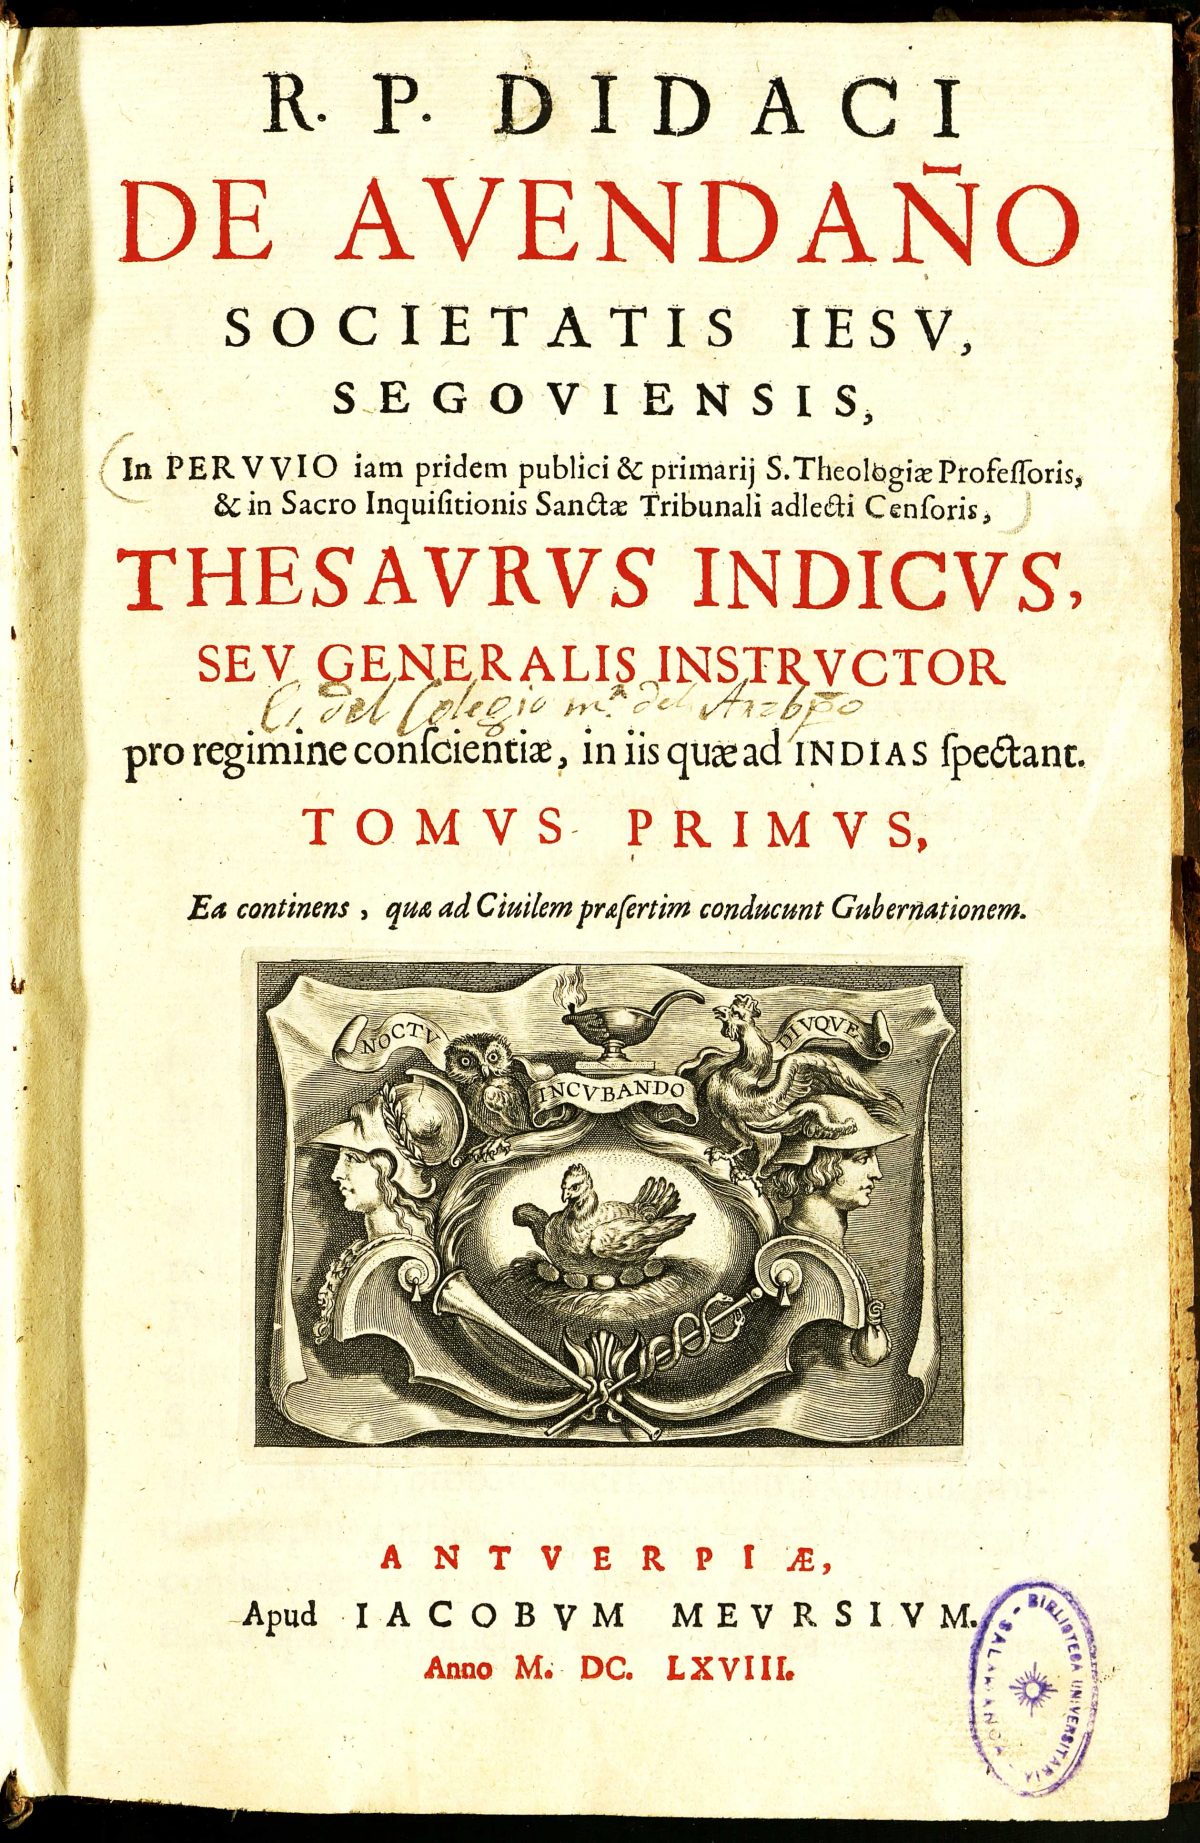 R. P. DIDACI
DE AVENDAÑO
SOCIETATIS IESV,
SEGOVIENSIS,
In PERVVIO iam pridem publici & primarij S. Theologiæ Profeſſoris,
& in Sacro Inquiſitionis Sanctæ Tribunali adlecti Cenſoris,
THESAVRVS INDICVS,
SEV GENERALIS INSTRVCTOR
del Colegio m.ʳ del Arzbpo
pro regimine conſcientiæ, in iis quæ ad INDIAS ſpectant.
TOMVS PRIMVS,
Ea continens, quæ ad Ciuilem præſertim conducunt Gubernationem.
NOCTV
INCVBANDO
DIVQVE
ANTVERPIÆ,
Apud IACOBVM MEVRSIVM.
Anno M. DC. LXVIII.
BIBLIOTECA UNIVERSITARIA
SALAMANCA